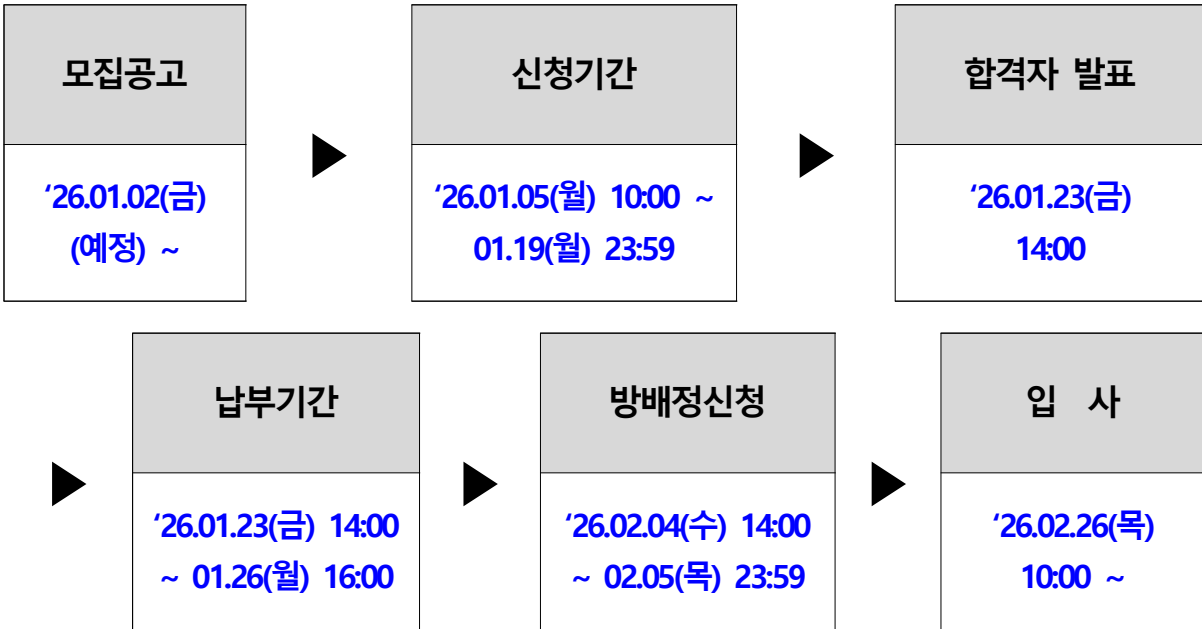 모집공고
‘26.01.02(금)
(예정) ~
신청기간
‘26.01.05(월) 10:00 ~
01.19(월) 23:59
합격자 발표
‘26.01.23(금)
14:00
납부기간
‘26.01.23(금) 14:00
~ 01.26(월) 16:00
방배정신청
‘26.02.04(수) 14:00
~ 02.05(목) 23:59
입 사
‘26.02.26(목)
10:00 ~